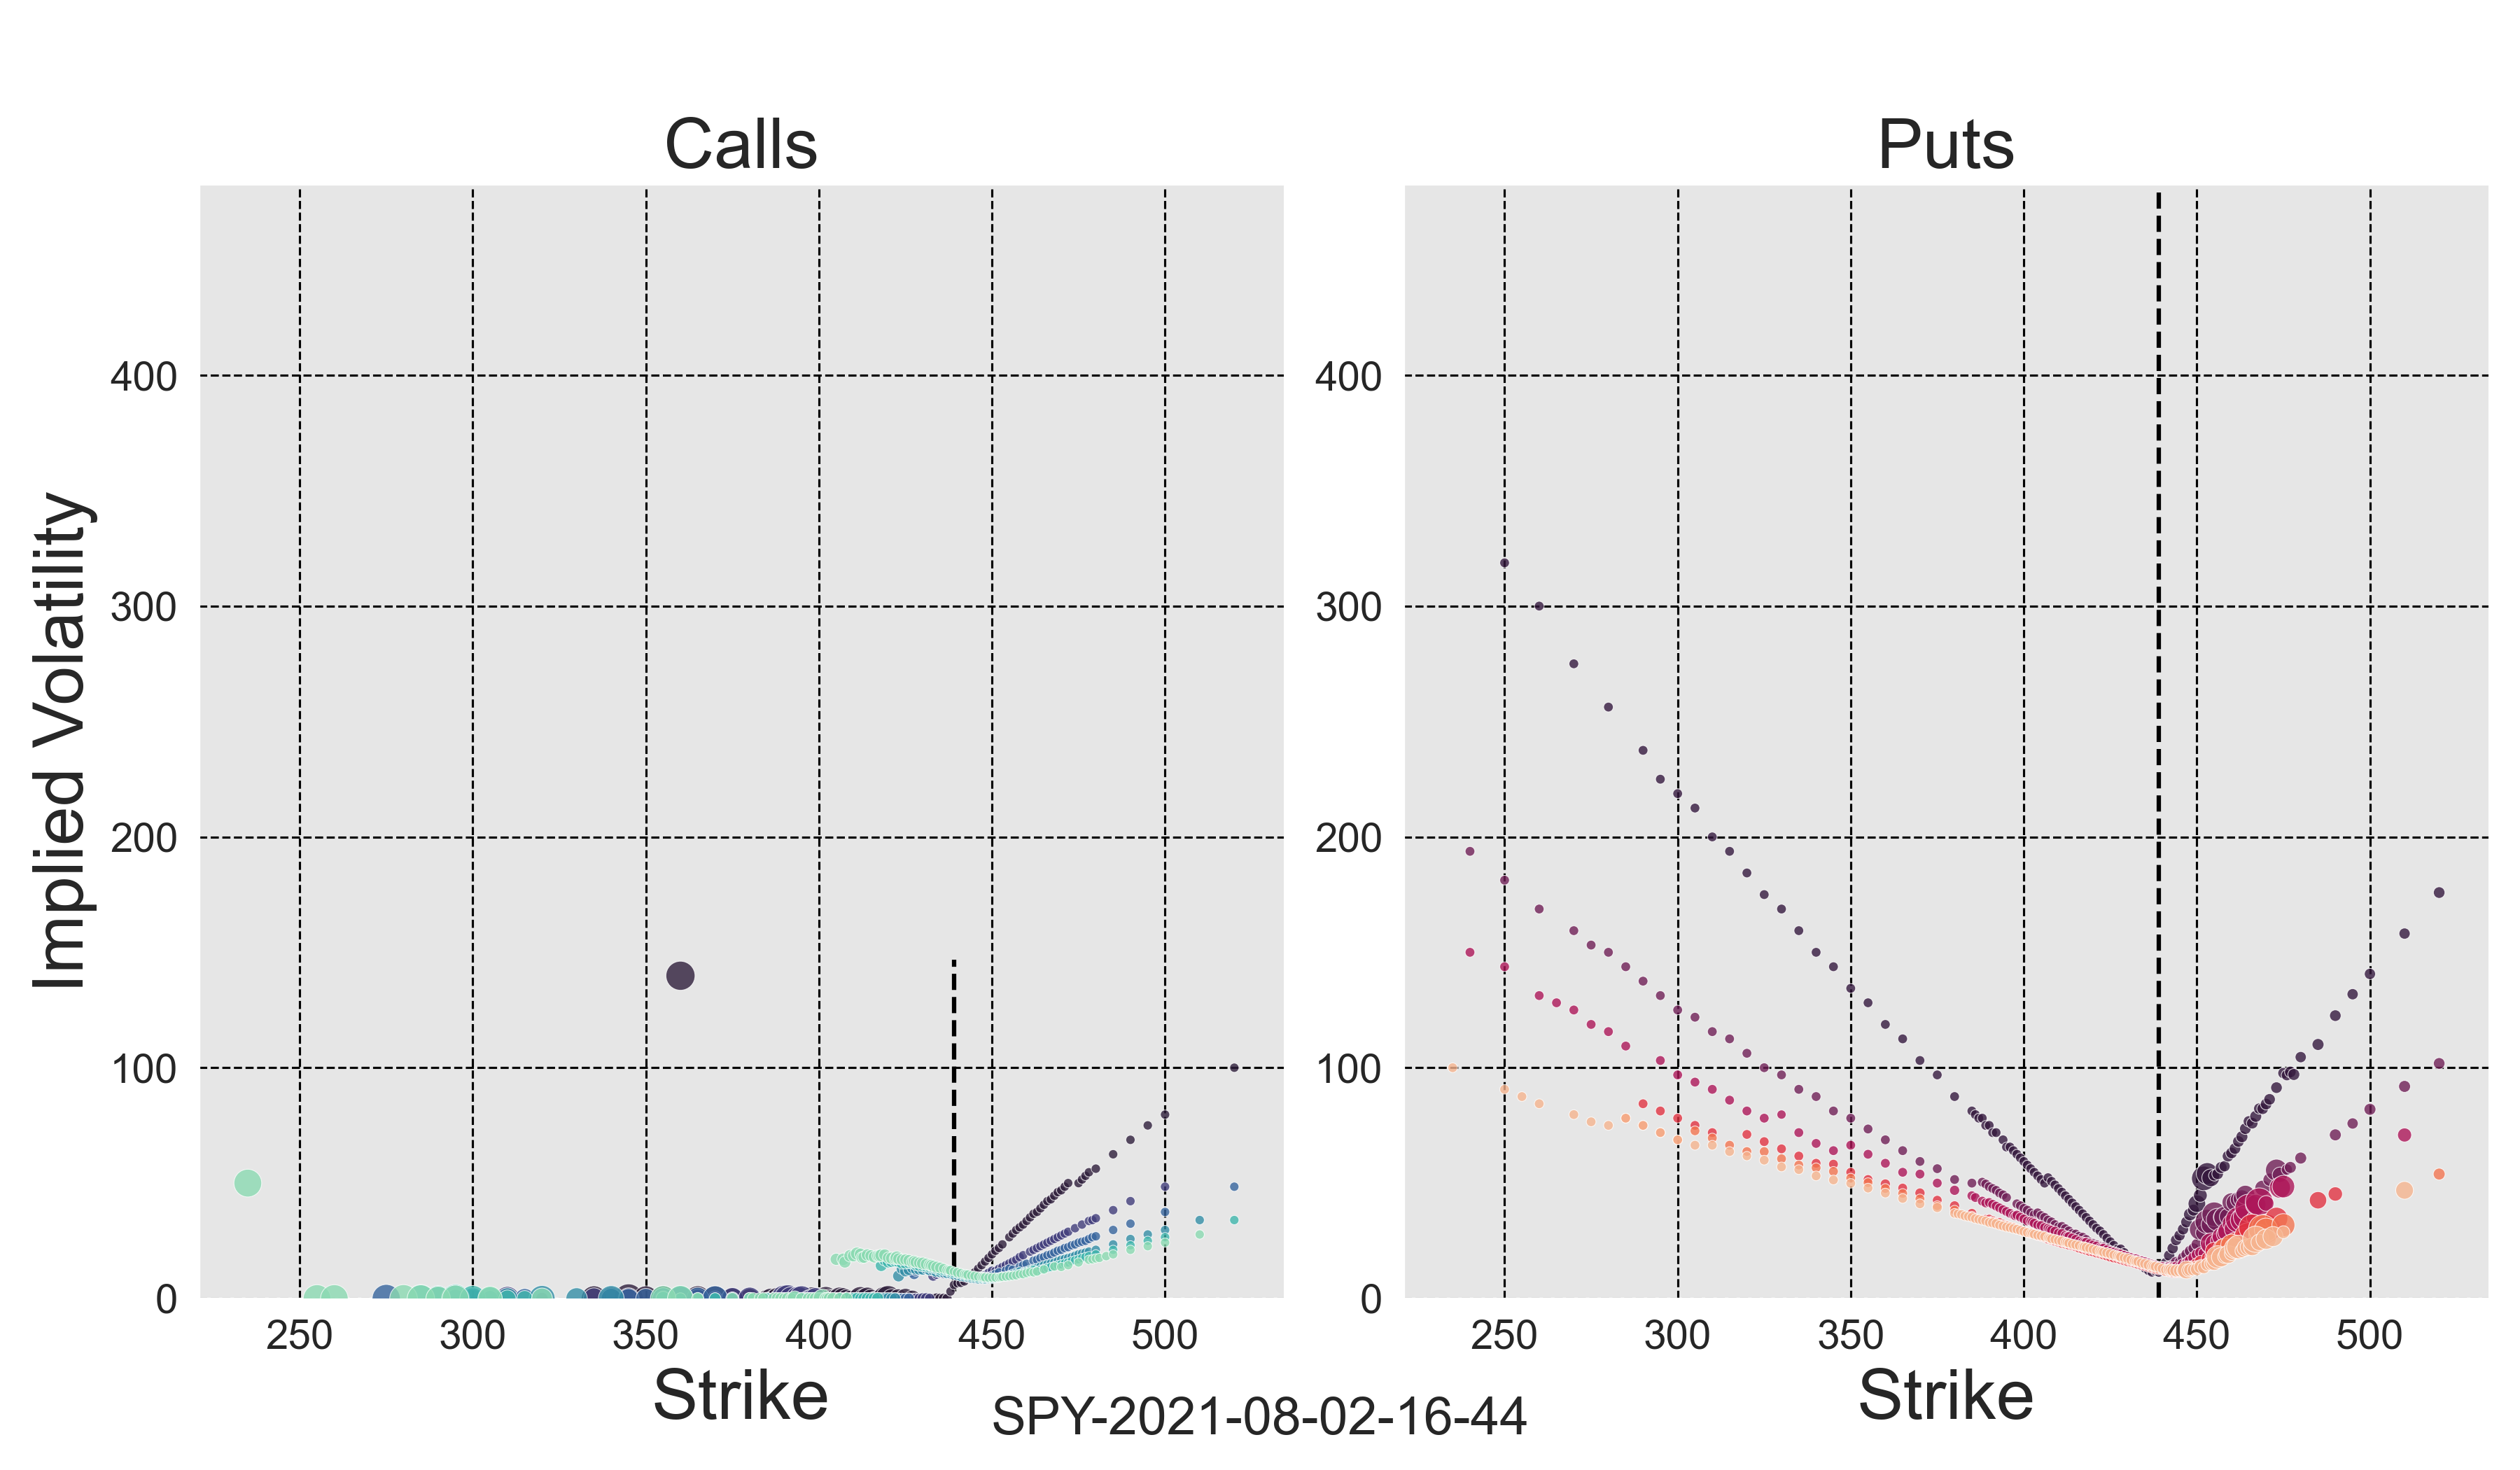 Calls Puts
Implied Volatility
400 400
300 300
200 200
100 100
0 0
250 300 350 400 450 500 250 300 350 400 450 500
Strike Strike
SPY-2021-08-02-16-44